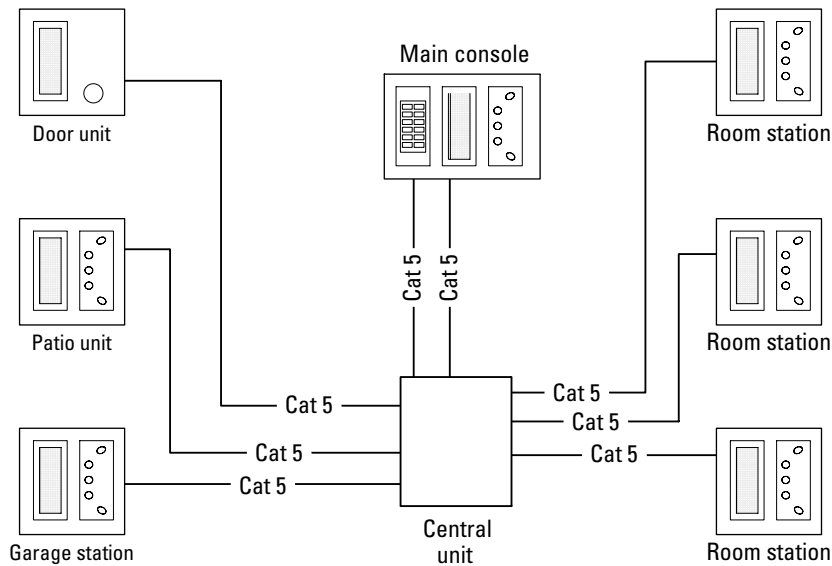 Main console
Door unit
Room station
Cat 5
Cat 5
Patio unit
Room station
Cat 5
Cat 5
Cat 5
Cat 5
Cat 5
Cat 5
Garage station
Central
unit
Room station